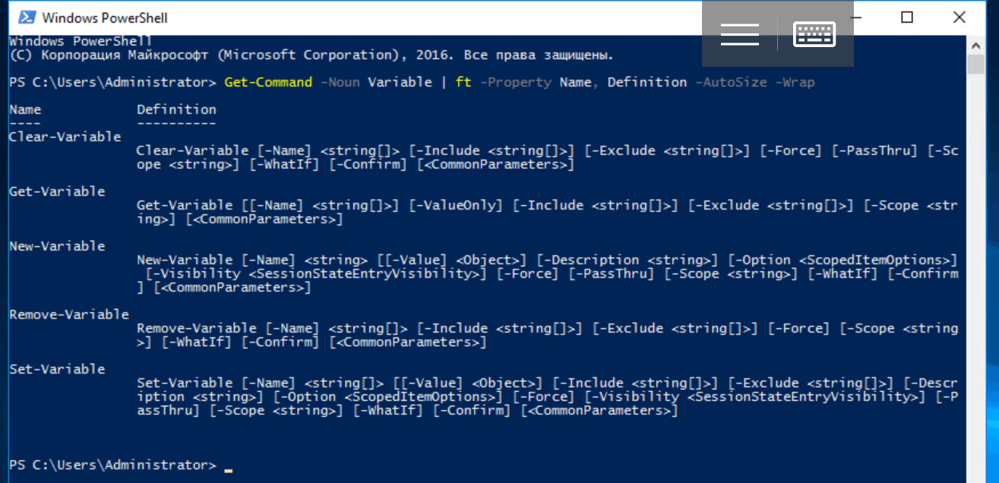 Windows PowerShell
Windows PowerShell
(C) Корпорация Майкрософт (Microsoft Corporation), 2016. Все права защищены.
PS C:\Users\Administrator> Get-Command -Noun Variable | ft -Property Name, Definition -AutoSize -Wrap
Name Definition
---- ----------
Clear-Variable
Clear-Variable [-Name] <string[]> [-Include <string[]>] [-Exclude <string[]>] [-Force] [-PassThru] [-Sc
ope <string>] [-WhatIf] [-Confirm] [<CommonParameters>]
Get-Variable
Get-Variable [[-Name] <string[]>] [-ValueOnly] [-Include <string[]>] [-Exclude <string[]>] [-Scope <str
ing>] [<CommonParameters>]
New-Variable
New-Variable [-Name] <string> [[-Value] <Object>] [-Description <string>] [-Option <ScopedItemOptions>]
[-Visibility <SessionStateEntryVisibility>] [-Force] [-PassThru] [-Scope <string>] [-WhatIf] [-Confirm
] [<CommonParameters>]
Remove-Variable
Remove-Variable [-Name] <string[]> [-Include <string[]>] [-Exclude <string[]>] [-Force] [-Scope <string
>] [-WhatIf] [-Confirm] [<CommonParameters>]
Set-Variable
Set-Variable [-Name] <string[]> [[-Value] <Object>] [-Include <string[]>] [-Exclude <string[]>] [-Descr
iption <string>] [-Option <ScopedItemOptions>] [-Force] [-Visibility <SessionStateEntryVisibility>] [-P
assThru] [-Scope <string>] [-WhatIf] [-Confirm] [<CommonParameters>]
PS C:\Users\Administrator> _